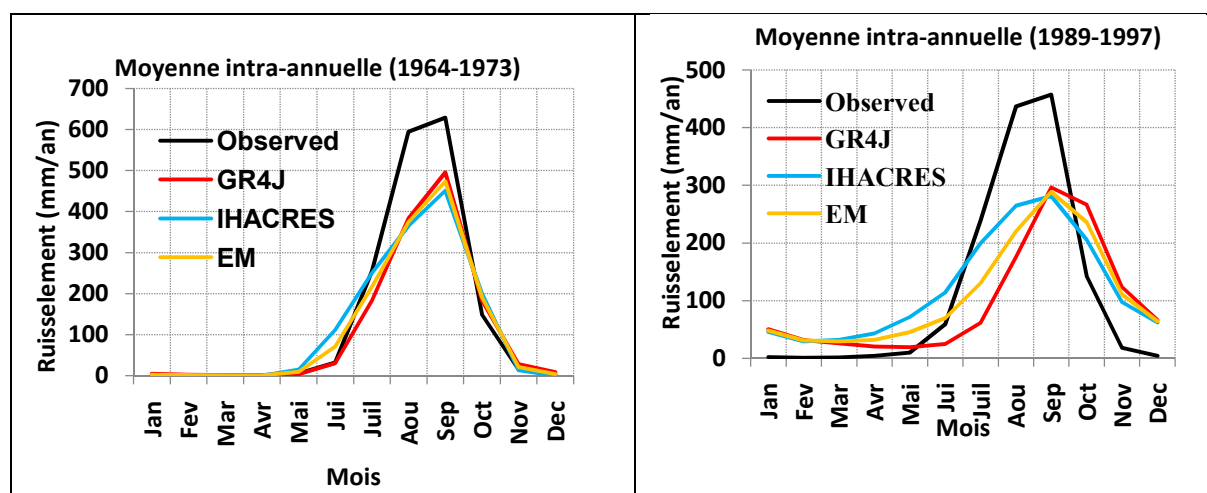 Moyenne intra-annuelle (1964-1973)
Ruisselement (mm/an)
700
600
500
400
300
200
100
0
Observed
GR4J
IHACRES
EM
Jan
Fev
Mar
Avr
Mai
Jui
Juil
Aou
Sep
Oct
Nov
Dec
Mois
Moyenne intra-annuelle (1989-1997)
Ruisselement (mm/an)
500
400
300
200
100
0
Observed
GR4J
IHACRES
EM
Jan
Fev
Mar
Avr
Mai
Jui
Juil
Aou
Sep
Oct
Nov
Dec
Mois